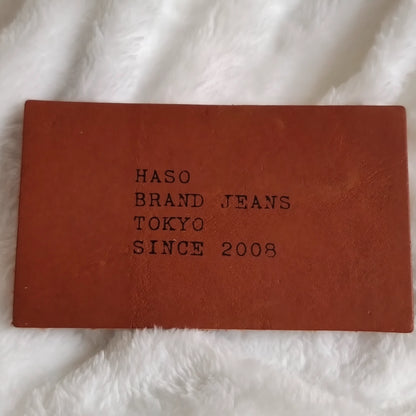 HASO
BRAND JEANS
TOKYO
SINCE 2008